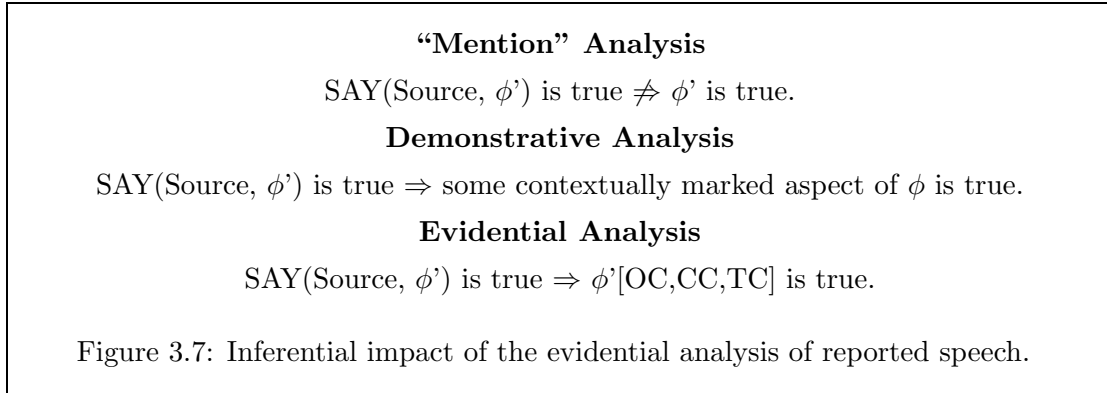 “Mention” Analysis
SAY(Source, ϕ’) is true ⇏ ϕ’ is true.
Demonstrative Analysis
SAY(Source, ϕ’) is true ⇒ some contextually marked aspect of ϕ is true.
Evidential Analysis
SAY(Source, ϕ’) is true ⇒ ϕ’[OC,CC,TC] is true.
Figure 3.7: Inferential impact of the evidential analysis of reported speech.